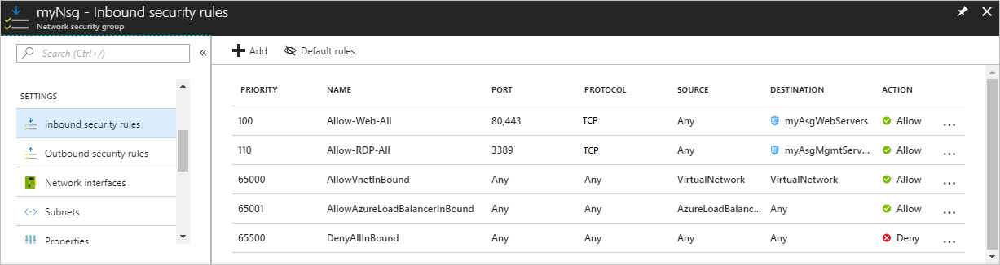 myNsg - Inbound security rules
Network security group
Search (Ctrl+/)
«
SETTINGS
Inbound security rules
Outbound security rules
Network interfaces
Subnets
Properties
Add Default rules
PRIORITY NAME PORT PROTOCOL SOURCE DESTINATION ACTION
100 Allow-Web-All 80,443 TCP Any myAsgWebServers Allow ...
110 Allow-RDP-All 3389 TCP Any myAsgMgmtServ... Allow ...
65000 AllowVnetInBound Any Any VirtualNetwork VirtualNetwork Allow ...
65001 AllowAzureLoadBalancerInBound Any Any AzureLoadBalanc... Any Allow ...
65500 DenyAllInBound Any Any Any Any Deny ...